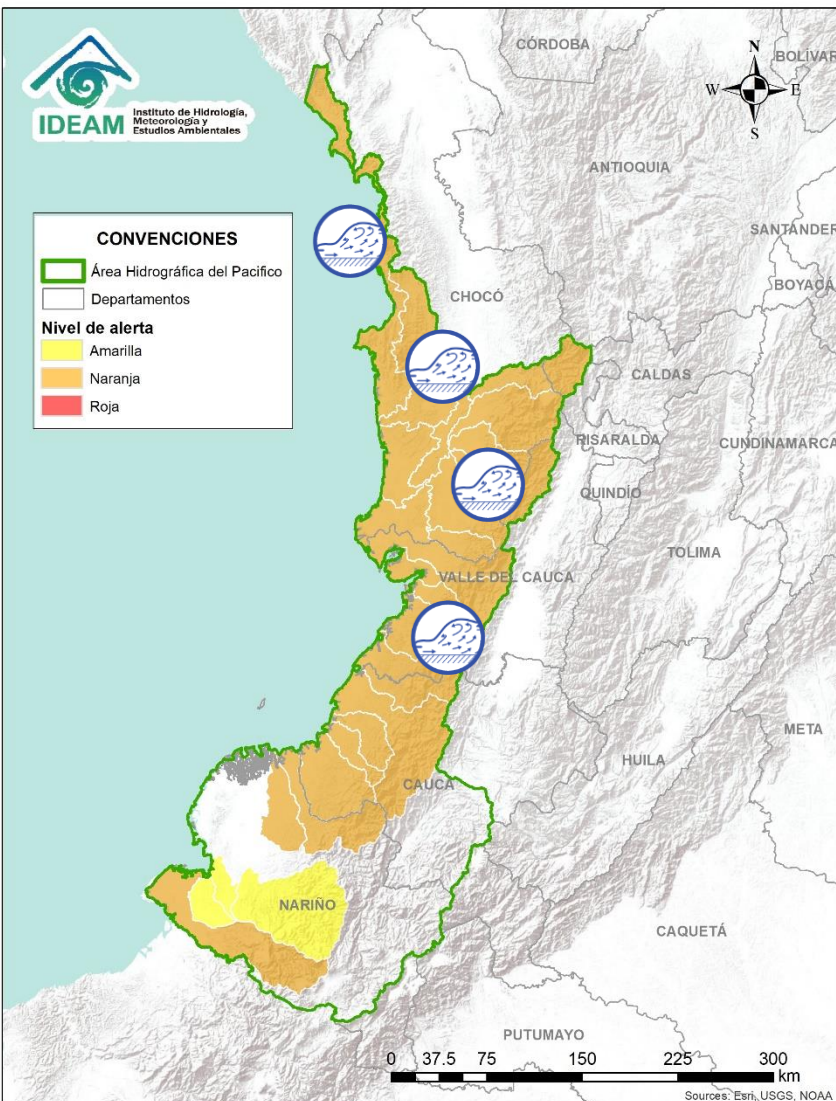 IDEAM
Instituto de Hidrología,
Meteorología y
Estudios Ambientales
N
W
E
S
CONVENCIONES
Área Hidrográfica del Pacifico
Departamentos
Nivel de alerta
Amarilla
Naranja
Roja
CÓRDOBA
BOLÍVAR
ANTIOQUIA
SANTANDER
BOYACÁ
CHOCÓ
CALDAS
RISARALDA
CUNDINAMARCA
QUINDÍO
TOLIMA
VALLE DEL CAUCA
META
HUILA
CAUCA
NARIÑO
CAQUETÁ
PUTUMAYO
0 37.5 75 150 225 300
km
Sources: Esri, USGS, NOAA